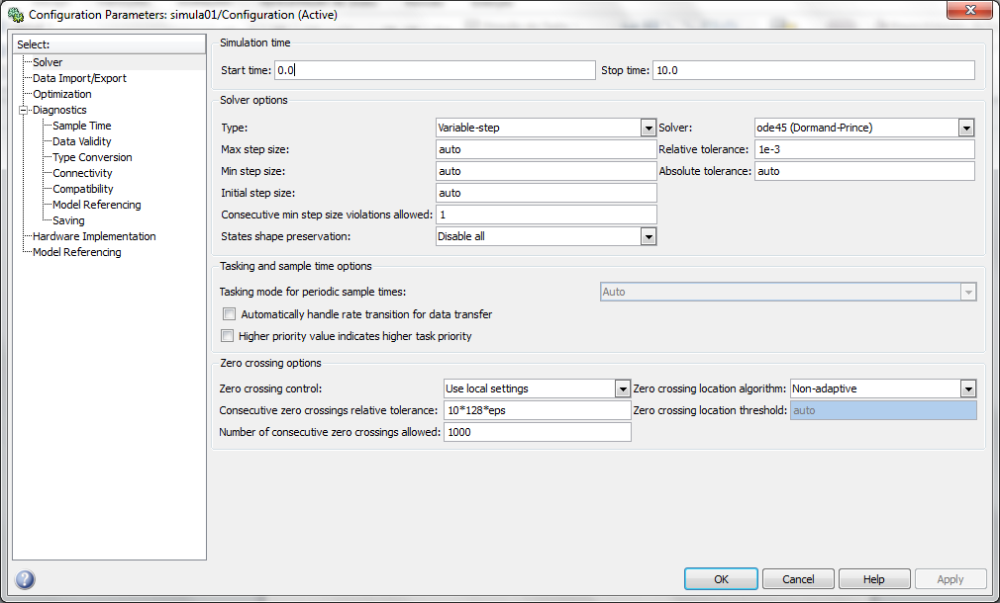 Configuration Parameters: simula01/Configuration (Active)
Select:
Solver
Data Import/Export
Optimization
Diagnostics
Sample Time
Data Validity
Type Conversion
Connectivity
Compatibility
Model Referencing
Saving
Hardware Implementation
Model Referencing
Simulation time
Start time: 0.0 Stop time: 10.0
Solver options
Type: Variable-step Solver: ode45 (Dormand-Prince)
Max step size: auto Relative tolerance: 1e-3
Min step size: auto Absolute tolerance: auto
Initial step size: auto
Consecutive min step size violations allowed: 1
States shape preservation: Disable all
Tasking and sample time options
Tasking mode for periodic sample times: Auto
Automatically handle rate transition for data transfer
Higher priority value indicates higher task priority
Zero crossing options
Zero crossing control: Use local settings Zero crossing location algorithm: Non-adaptive
Consecutive zero crossings relative tolerance: 10*128*eps Zero crossing location threshold: auto
Number of consecutive zero crossings allowed: 1000
OK Cancel Help Apply